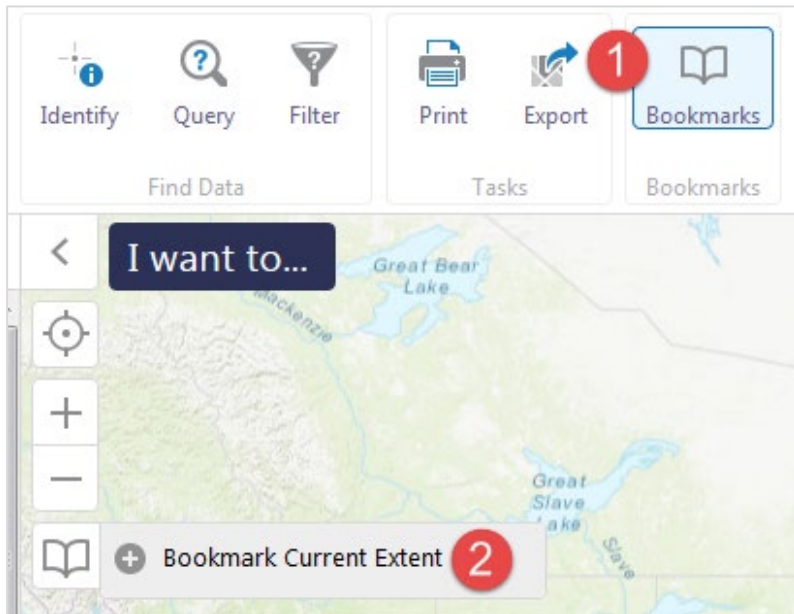 1
Identify Query Filter Print Export Bookmarks
Find Data Tasks Bookmarks
I want to...
Great Bear
Lake
Mackenzie
Great
Slave
Lake
Slave
Bookmark Current Extent 2